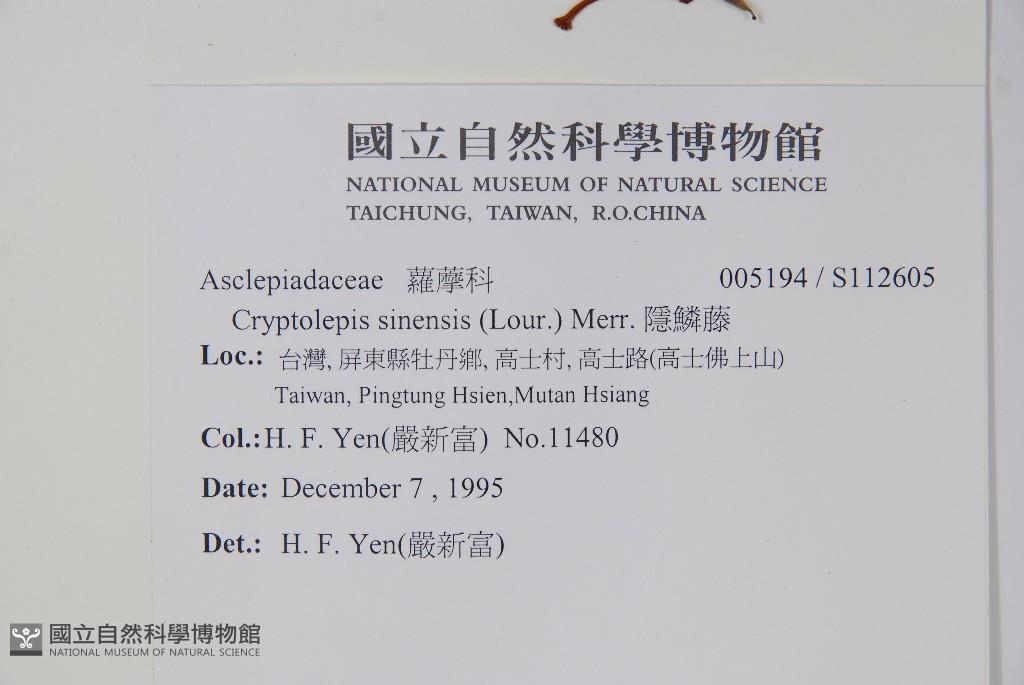 國立自然科學博物館
NATIONAL MUSEUM OF NATURAL SCIENCE
TAICHUNG, TAIWAN, R.O.CHINA
Asclepiadaceae 蘿藦科 005194 / S112605
Cryptolepis sinensis (Lour.) Merr. 隱鱗藤
Loc.: 台灣, 屏東縣牡丹鄉, 高士村, 高士路(高士佛上山)
Taiwan, Pingtung Hsien,Mutan Hsiang
Col.:H. F. Yen(嚴新富) No.11480
Date: December 7 , 1995
Det.: H. F. Yen(嚴新富)
國立自然科學博物館
NATIONAL MUSEUM OF NATURAL SCIENCE